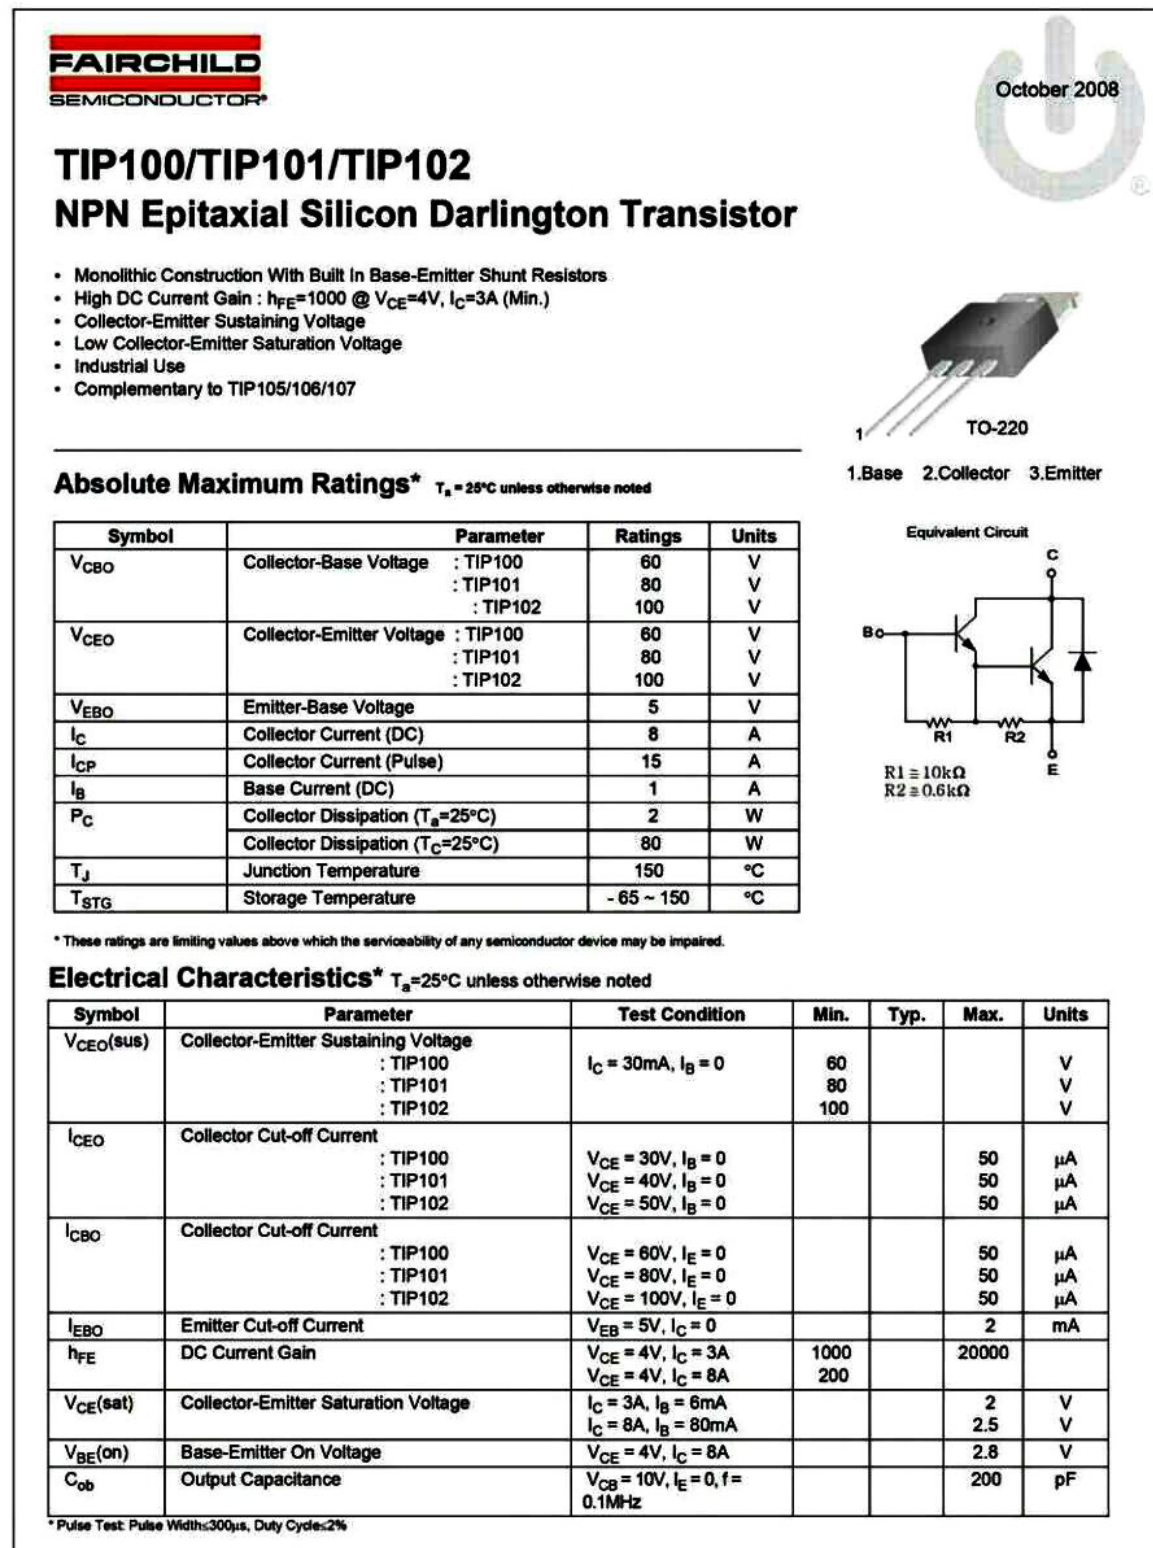 FAIRCHILD
SEMICONDUCTOR®
October 2008
®
TIP100/TIP101/TIP102
NPN Epitaxial Silicon Darlington Transistor
• Monolithic Construction With Built In Base-Emitter Shunt Resistors
• High DC Current Gain : hFE=1000 @ VCE=4V, IC=3A (Min.)
• Collector-Emitter Sustaining Voltage
• Low Collector-Emitter Saturation Voltage
• Industrial Use
• Complementary to TIP105/106/107
1 TO-220
1.Base 2.Collector 3.Emitter
Absolute Maximum Ratings* Ta = 25°C unless otherwise noted
Symbol Parameter Ratings Units
VCBO Collector-Base Voltage : TIP100 60 V
: TIP101 80 V
: TIP102 100 V
VCEO Collector-Emitter Voltage : TIP100 60 V
: TIP101 80 V
: TIP102 100 V
VEBO Emitter-Base Voltage 5 V
IC Collector Current (DC) 8 A
ICP Collector Current (Pulse) 15 A
IB Base Current (DC) 1 A
PC Collector Dissipation (Ta=25°C) 2 W
Collector Dissipation (TC=25°C) 80 W
TJ Junction Temperature 150 °C
TSTG Storage Temperature - 65 ~ 150 °C
* These ratings are limiting values above which the serviceability of any semiconductor device may be impaired.
Equivalent Circuit
C
B
R1 R2
E
R1 ≅ 10kΩ
R2 ≅ 0.6kΩ
Electrical Characteristics* Ta=25°C unless otherwise noted
Symbol Parameter Test Condition Min. Typ. Max. Units
VCEO(sus) Collector-Emitter Sustaining Voltage
: TIP100 IC = 30mA, IB = 0 60 V
: TIP101 80 V
: TIP102 100 V
ICEO Collector Cut-off Current
: TIP100 VCE = 30V, IB = 0 50 µA
: TIP101 VCE = 40V, IB = 0 50 µA
: TIP102 VCE = 50V, IB = 0 50 µA
ICBO Collector Cut-off Current
: TIP100 VCE = 60V, IE = 0 50 µA
: TIP101 VCE = 80V, IE = 0 50 µA
: TIP102 VCE = 100V, IE = 0 50 µA
IEBO Emitter Cut-off Current VEB = 5V, IC = 0 2 mA
hFE DC Current Gain VCE = 4V, IC = 3A 1000 20000
VCE = 4V, IC = 8A 200
VCE(sat) Collector-Emitter Saturation Voltage IC = 3A, IB = 6mA 2 V
IC = 8A, IB = 80mA 2.5 V
VBE(on) Base-Emitter On Voltage VCE = 4V, IC = 8A 2.8 V
Cob Output Capacitance VCB = 10V, IE = 0, f = 200 pF
0.1MHz
* Pulse Test: Pulse Width≤300µs, Duty Cycle≤2%